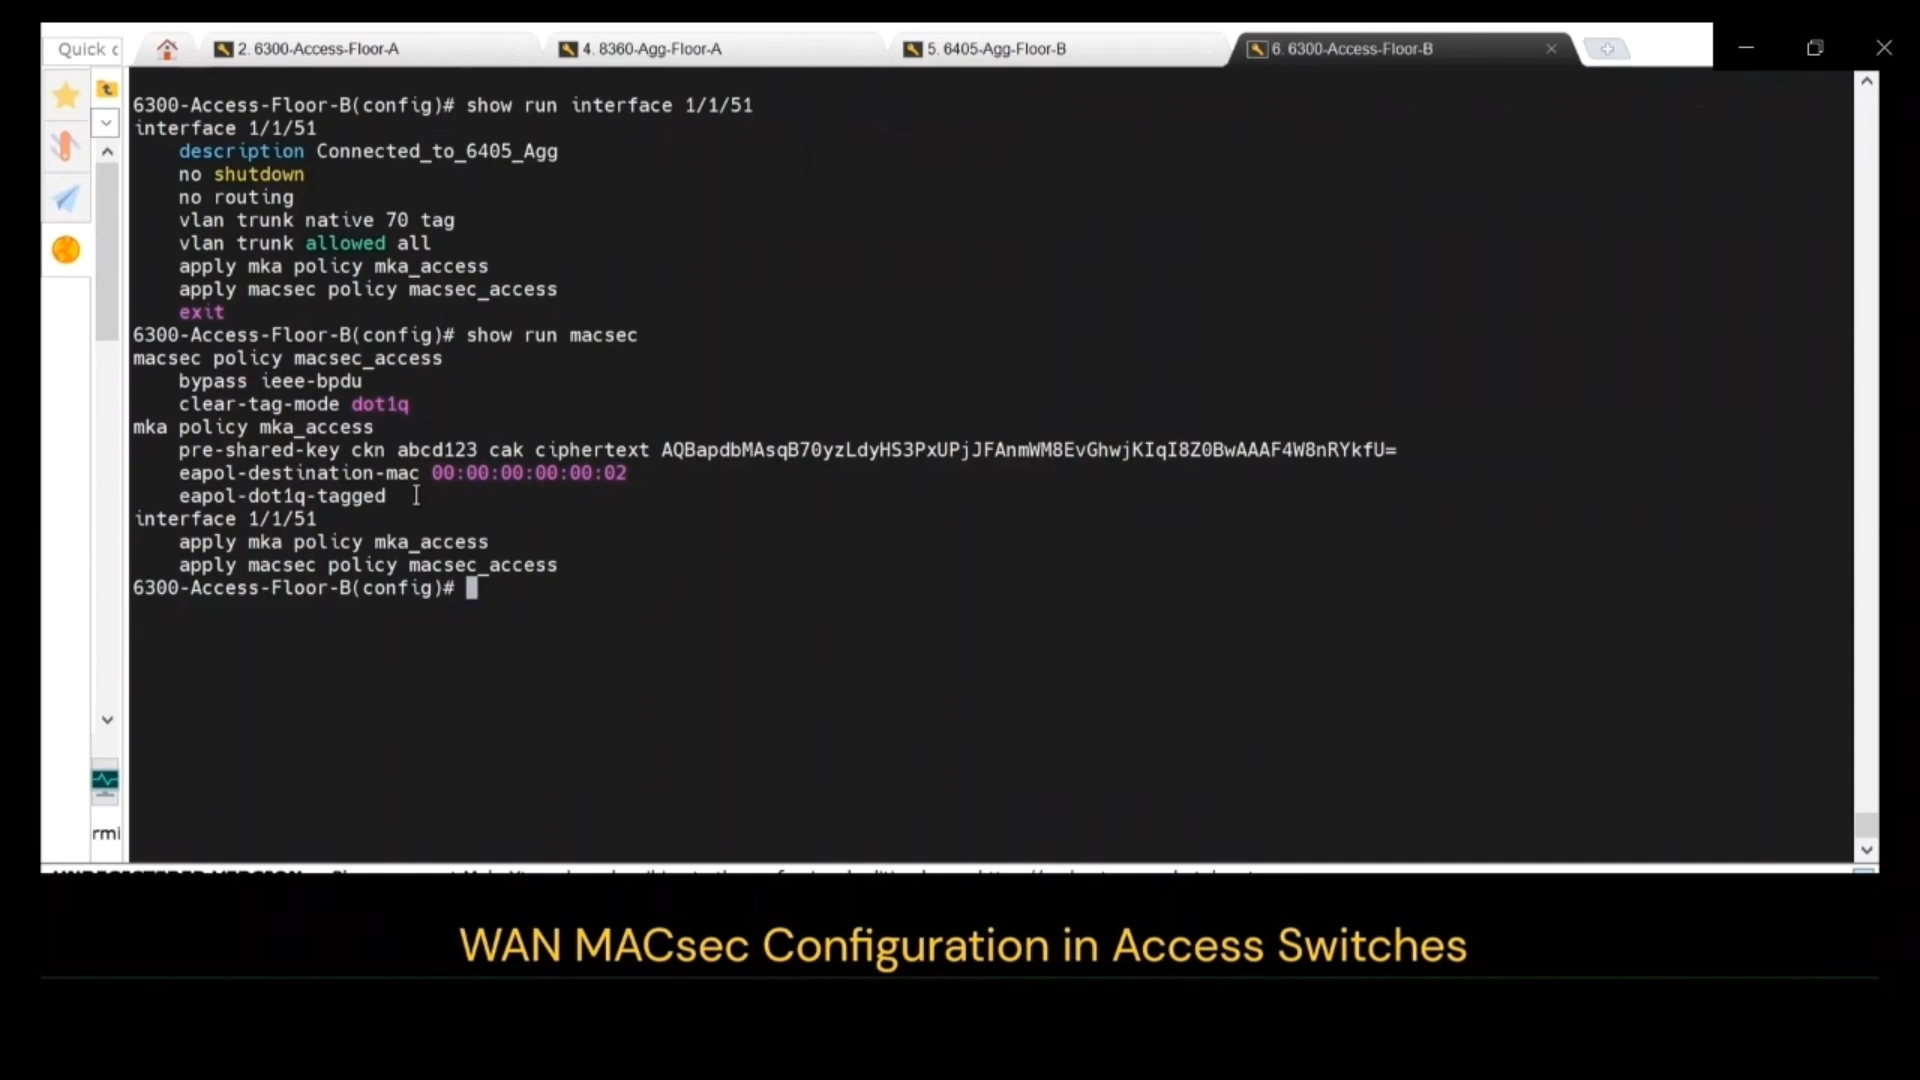 Quick c
2. 6300-Access-Floor-A
4. 8360-Agg-Floor-A
5. 6405-Agg-Floor-B
6. 6300-Access-Floor-B
6300-Access-Floor-B(config)# show run interface 1/1/51
interface 1/1/51
description Connected_to_6405_Agg
no shutdown
no routing
vlan trunk native 70 tag
vlan trunk allowed all
apply mka policy mka_access
apply macsec policy macsec_access
exit
6300-Access-Floor-B(config)# show run macsec
macsec policy macsec_access
bypass ieee-bpdu
clear-tag-mode dot1q
mka policy mka_access
pre-shared-key ckn abcd123 cak ciphertext AQBapdbMAsqB70yzLdyHS3PxUPjJFAnmWM8EvGhwjKIqI8Z0BwAAAF4W8nRYkfU=
eapol-destination-mac 00:00:00:00:00:02
eapol-dot1q-tagged
interface 1/1/51
apply mka policy mka_access
apply macsec policy macsec_access
6300-Access-Floor-B(config)#
rmi
WAN MACsec Configuration in Access Switches